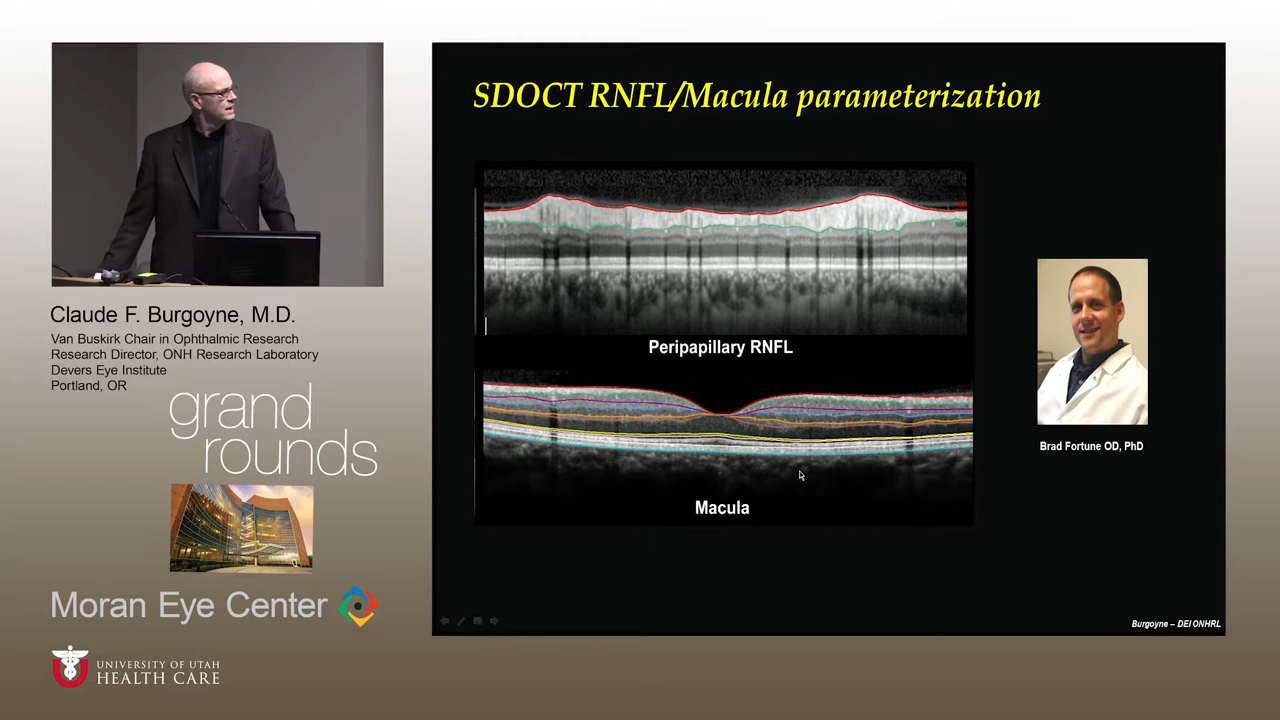 SDOCT RNFL/Macula parameterization
Peripapillary RNFL
Macula
Brad Fortune OD, PhD
Burgoyne – DEI ONHRL
Claude F. Burgoyne, M.D.
Van Buskirk Chair in Ophthalmic Research
Research Director, ONH Research Laboratory
Devers Eye Institute
Portland, OR
grand
rounds
Moran Eye Center
UNIVERSITY OF UTAH
HEALTH CARE